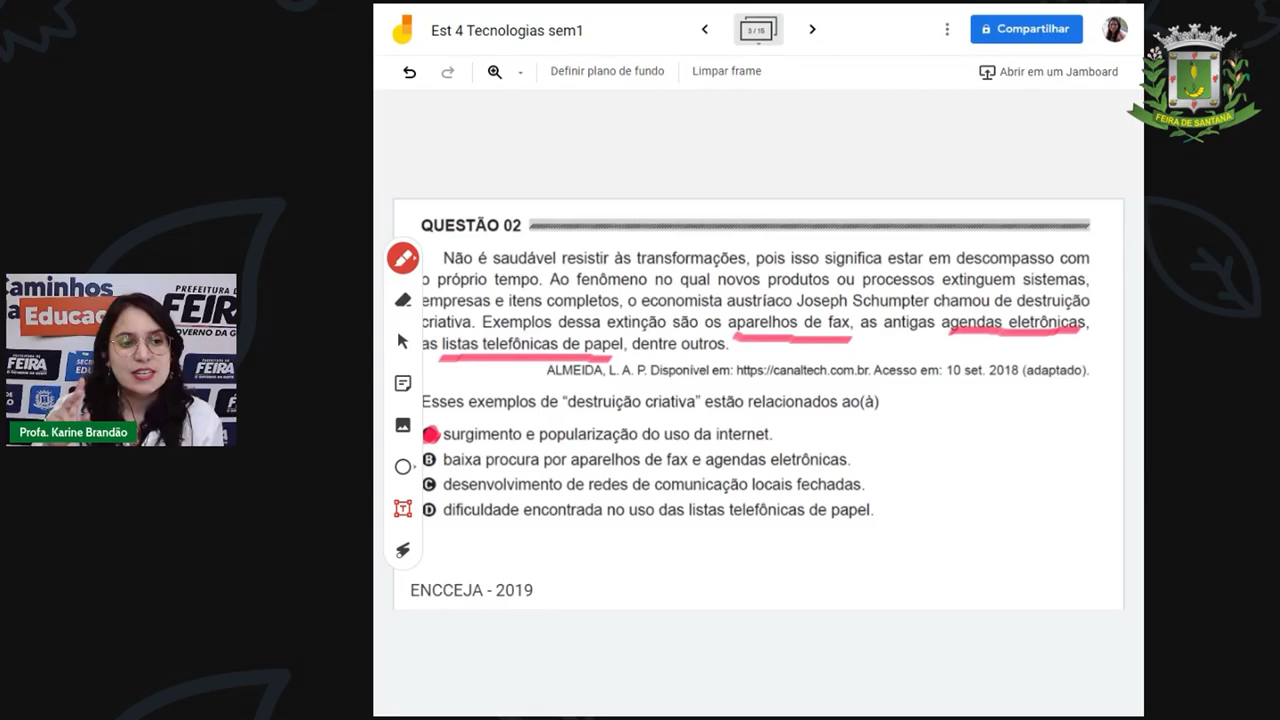 Est 4 Tecnologias sem1
3 / 15
Compartilhar
Definir plano de fundo
Limpar frame
Abrir em um Jamboard
FEIRA DE SANTANA
QUESTÃO 02
Não é saudável resistir às transformações, pois isso significa estar em descompasso com
o próprio tempo. Ao fenômeno no qual novos produtos ou processos extinguem sistemas,
empresas e itens completos, o economista austríaco Joseph Schumpter chamou de destruição
criativa. Exemplos dessa extinção são os aparelhos de fax, as antigas agendas eletrônicas,
as listas telefônicas de papel, dentre outros.
ALMEIDA, L. A. P. Disponível em: https://canaltech.com.br. Acesso em: 10 set. 2018 (adaptado).
Esses exemplos de “destruição criativa” estão relacionados ao(à)
surgimento e popularização do uso da internet.
B baixa procura por aparelhos de fax e agendas eletrônicas.
C desenvolvimento de redes de comunicação locais fechadas.
D dificuldade encontrada no uso das listas telefônicas de papel.
ENCCEJA - 2019
caminhos
Educac
PREFEITURA
FEIR
Profa. Karine Brandão